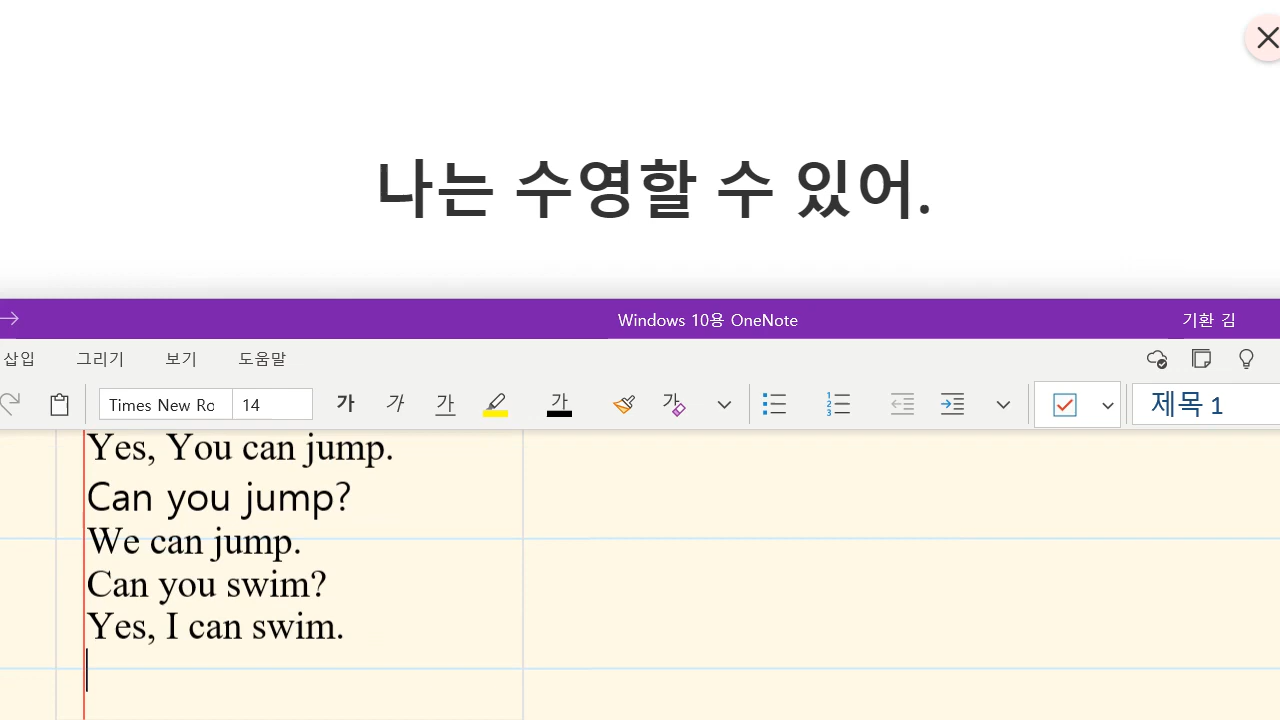 나는 수영할 수 있어.
Windows 10용 OneNote
기환 김
삽입 그리기 보기 도움말
Times New Ro 14 가 가 가 가 가 제목 1
Yes, You can jump.
Can you jump?
We can jump.
Can you swim?
Yes, I can swim.